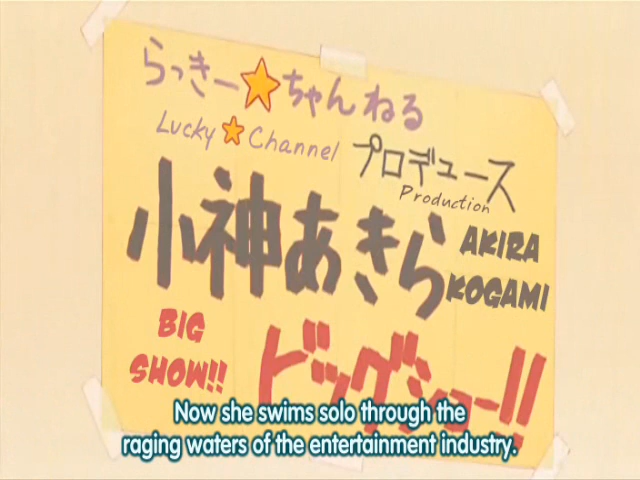 らっきー☆ちゃんねる
Lucky ☆ Channel
プロデュース
Production
小神あきら
AKIRA
KOGAMI
BIG
SHOW!!
ビッグショー!!
Now she swims solo through the
raging waters of the entertainment industry.